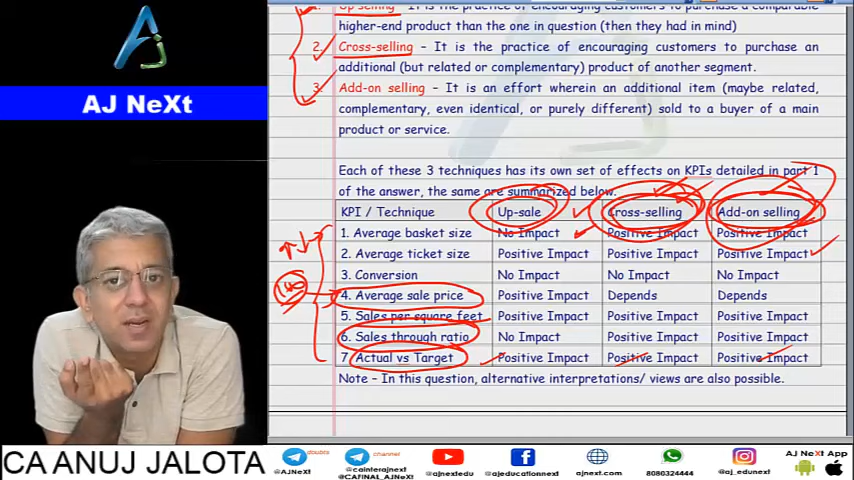 1. Up selling – It is the practice of encouraging customers to purchase a comparable
higher-end product than the one in question (then they had in mind)
2. Cross-selling – It is the practice of encouraging customers to purchase an
additional (but related or complementary) product of another segment.
3. Add-on selling – It is an effort wherein an additional item (maybe related,
complementary, even identical, or purely different) sold to a buyer of a main
product or service.
AJ NeXt
Each of these 3 techniques has its own set of effects on KPIs detailed in part 1
of the answer, the same are summarized below.
KPI / Technique Up-sale Cross-selling Add-on selling
1. Average basket size No Impact Positive Impact Positive Impact
2. Average ticket size Positive Impact Positive Impact Positive Impact
3. Conversion No Impact No Impact No Impact
4. Average sale price Positive Impact Depends Depends
5. Sales per square feet Positive Impact Positive Impact Positive Impact
6. Sales through ratio No Impact Positive Impact Positive Impact
7. Actual vs Target Positive Impact Positive Impact Positive Impact
Note – In this question, alternative interpretations/ views are also possible.
CA ANUJ JALOTA
doubts
@AJNeXt
channel
@cainterajnext
@CAFINAL_AJNeXt
@ajnextedu
@ajeducationnext
ajnext.com
8080324444
@aj_edunext
AJ NeXt App